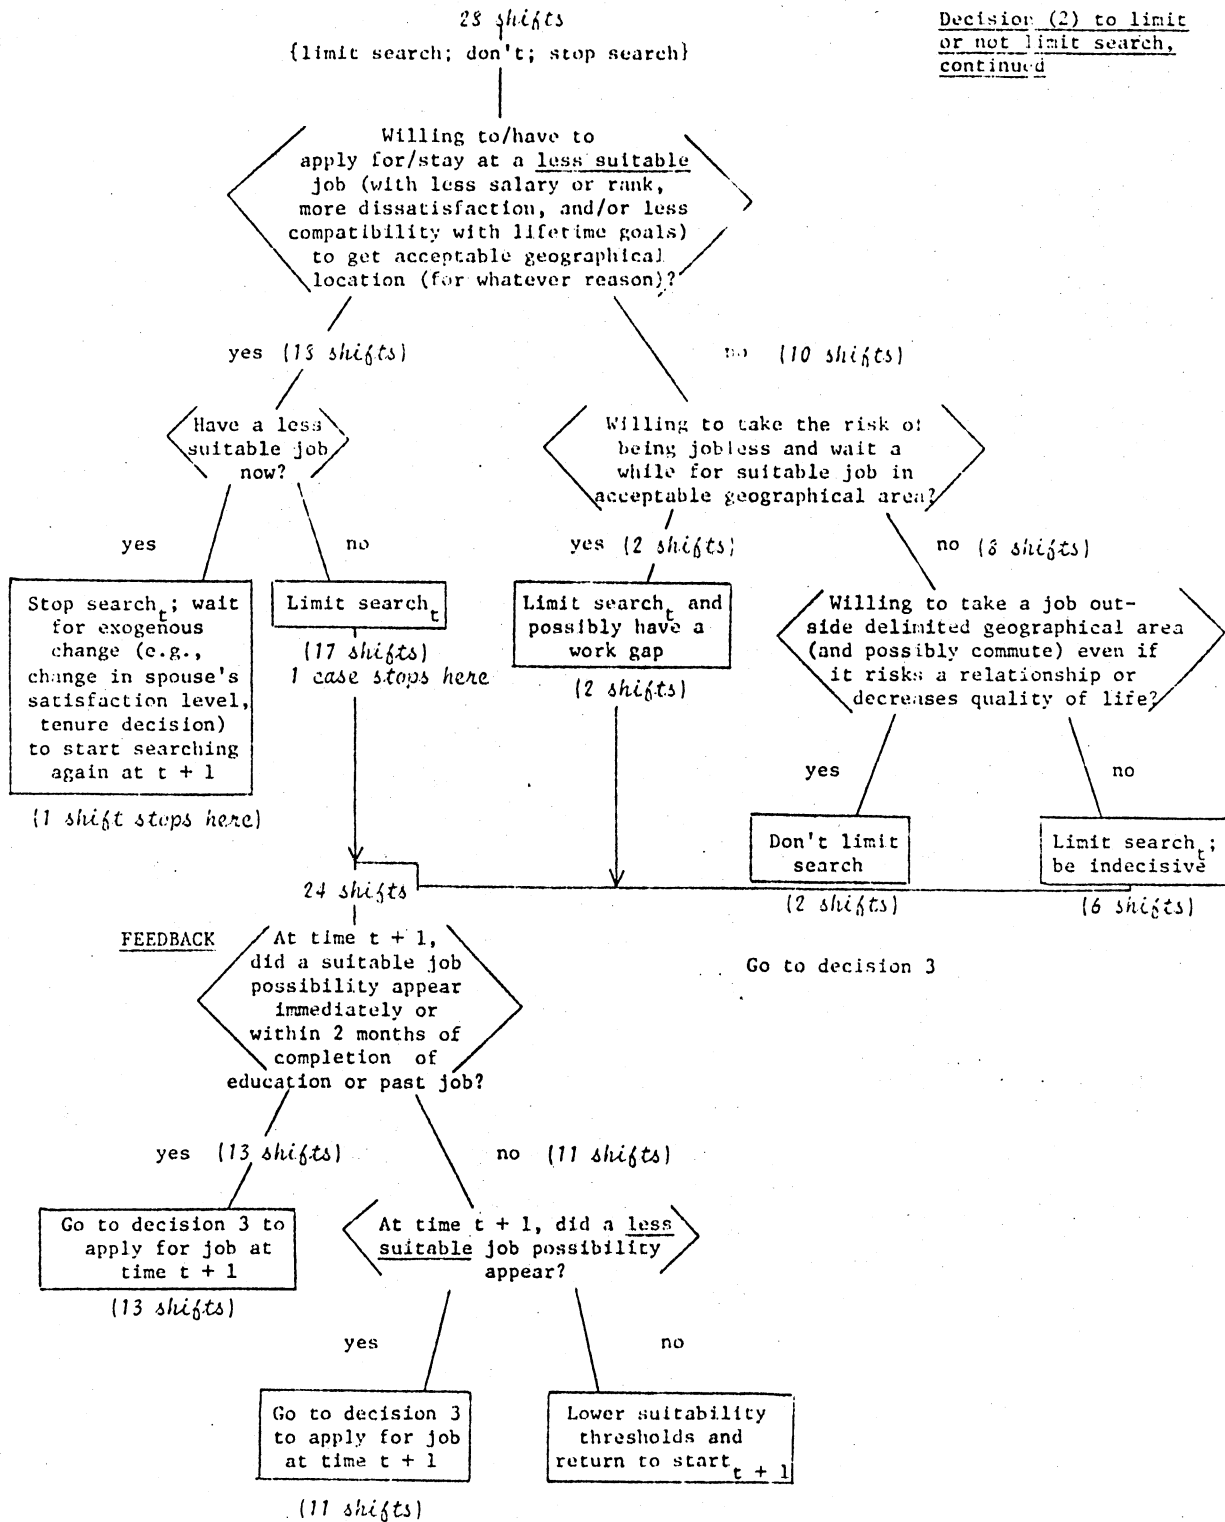 28 shifts
{limit search; don't; stop search}
Decision (2) to limit
or not limit search,
continued
Willing to/have to
apply for/stay at a less suitable
job (with less salary or rank,
more dissatisfaction, and/or less
compatibility with lifetime goals)
to get acceptable geographical
location (for whatever reason)?
yes (18 shifts)
no (10 shifts)
Have a less
suitable job
now?
Willing to take the risk of
being jobless and wait a
while for suitable job in
acceptable geographical area?
yes
no
yes (2 shifts)
no (8 shifts)
Stop search t; wait
for exogenous
change (e.g.,
change in spouse's
satisfaction level,
tenure decision)
to start searching
again at t + 1
(1 shift stops here)
Limit search t
(17 shifts)
1 case stops here
Limit search t and
possibly have a
work gap
(2 shifts)
Willing to take a job out-
side delimited geographical area
(and possibly commute) even if
it risks a relationship or
decreases quality of life?
yes
no
Don't limit
search
(2 shifts)
Limit search t;
be indecisive
(6 shifts)
24 shifts
Go to decision 3
FEEDBACK
At time t + 1,
did a suitable job
possibility appear
immediately or
within 2 months of
completion of
education or past job?
yes (13 shifts)
no (11 shifts)
Go to decision 3 to
apply for job at
time t + 1
(13 shifts)
At time t + 1, did a less
suitable job possibility
appear?
yes
no
Go to decision 3
to apply for job
at time t + 1
(11 shifts)
Lower suitability
thresholds and
return to start t + 1